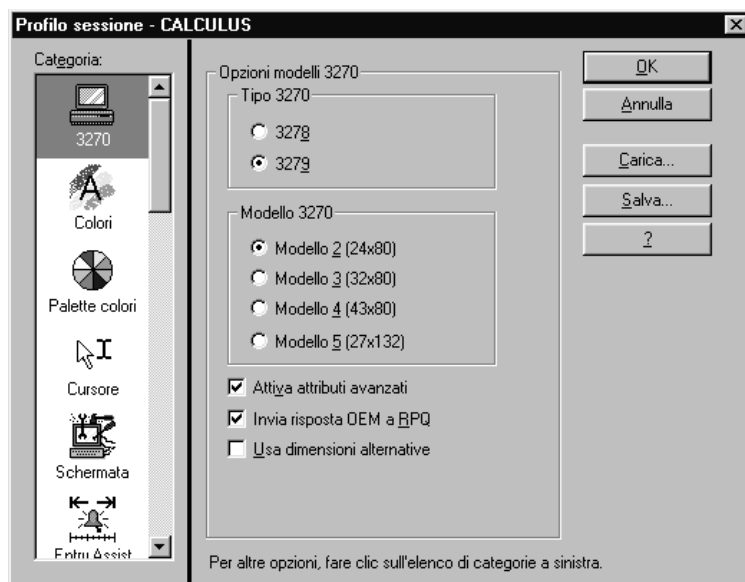 Profilo sessione - CALCULUS
Categoria:
3270
Colori
Palette colori
Cursore
Schermata
Entry Assist
Opzioni modelli 3270
Tipo 3270
3278
3279
Modello 3270
Modello 2 (24x80)
Modello 3 (32x80)
Modello 4 (43x80)
Modello 5 (27x132)
Attiva attributi avanzati
Invia risposta OEM a RPQ
Usa dimensioni alternative
Per altre opzioni, fare clic sull'elenco di categorie a sinistra.
OK
Annulla
Carica...
Salva...
?